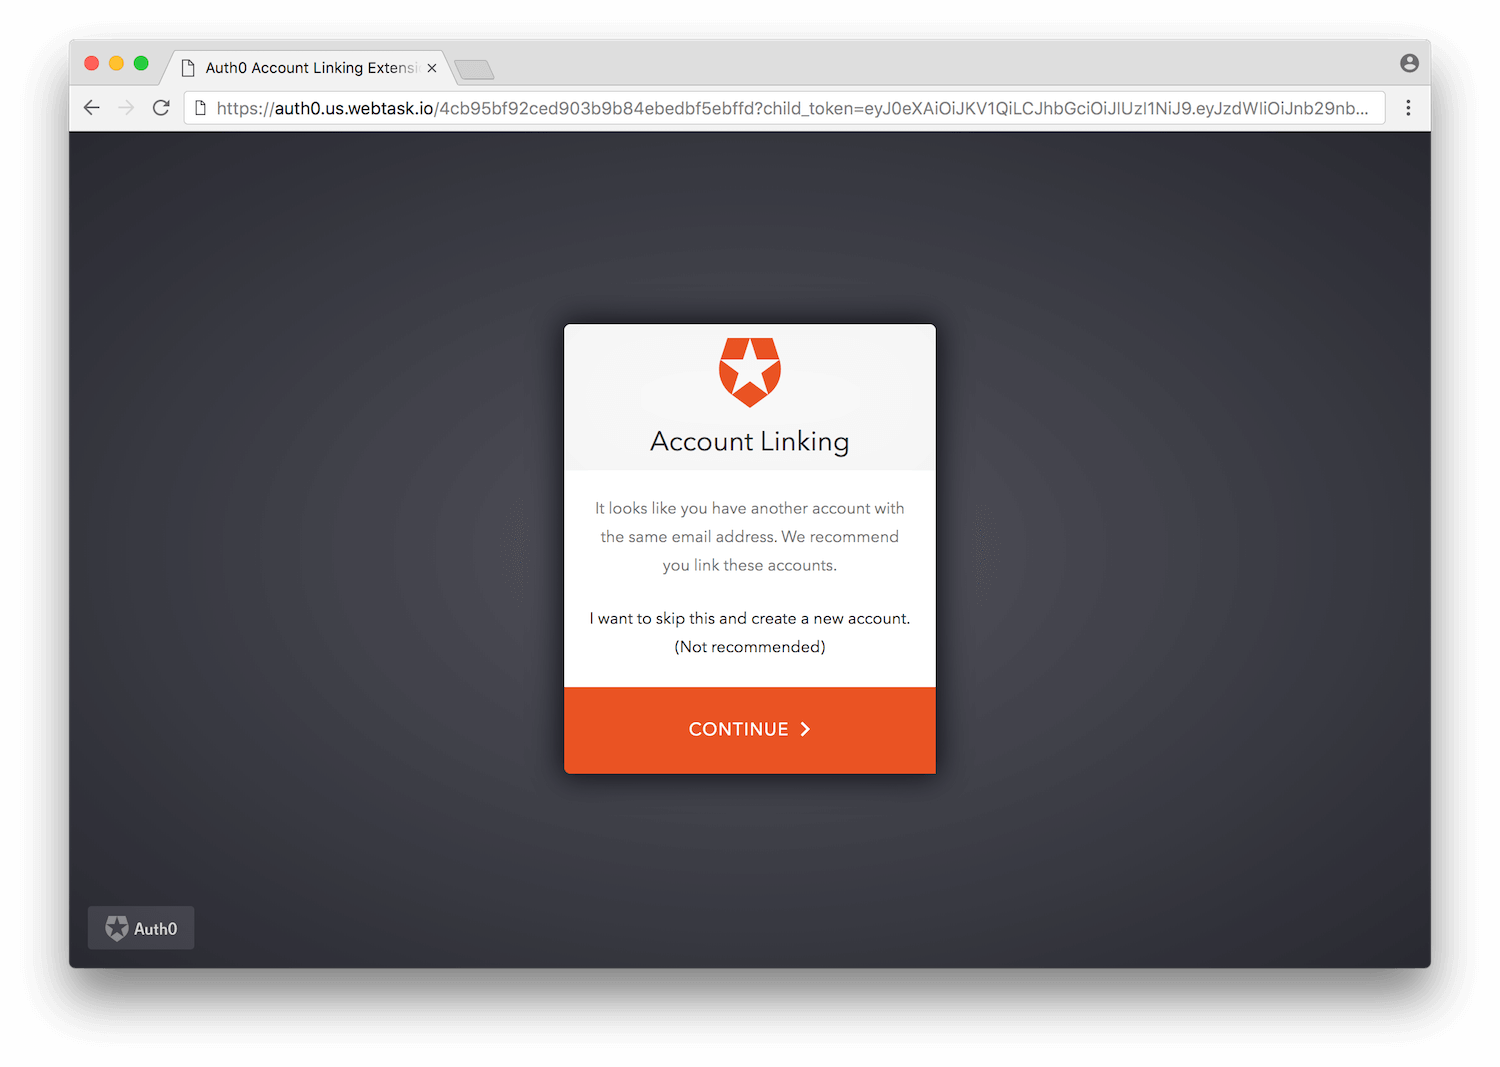 Auth0 Account Linking Extensi
https://auth0.us.webtask.io/4cb95bf92ced903b9b84ebedbf5ebffd?child_token=eyJ0eXAiOiJKV1QiLCJhbGciOiJIUzI1NiJ9.eyJzdWIiOiJnb29nb...
Account Linking
It looks like you have another account with
the same email address. We recommend
you link these accounts.
I want to skip this and create a new account.
(Not recommended)
CONTINUE
Auth0